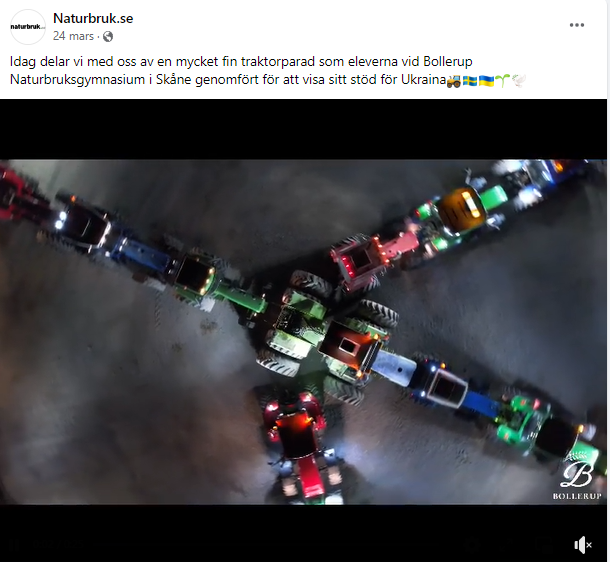 naturbruk...
Naturbruk.se
24 mars ·
Idag delar vi med oss av en mycket fin traktorparad som eleverna vid Bollerup
Naturbruksgymnasium i Skåne genomfört för att visa sitt stöd för Ukraina🚜🇸🇪🇺🇦🌱🕊️
B
BOLLERUP